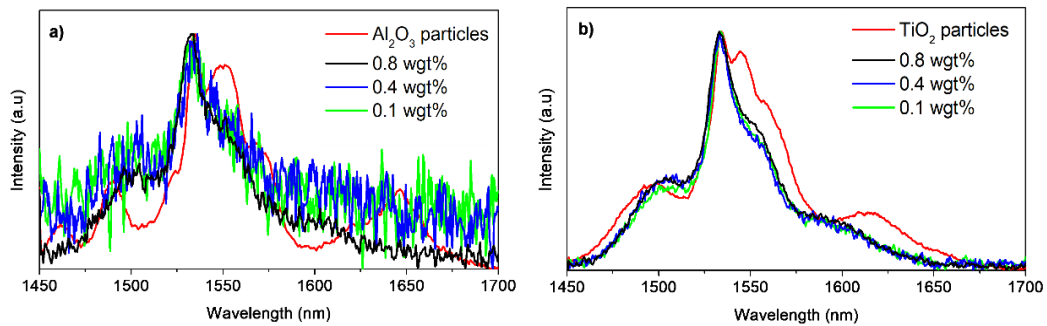 a)
Al₂O₃ particles
0.8 wgt%
0.4 wgt%
0.1 wgt%
Intensity (a.u)
1450 1500 1550 1600 1650 1700
Wavelength (nm)
b)
TiO₂ particles
0.8 wgt%
0.4 wgt%
0.1 wgt%
Intensity (a.u)
1450 1500 1550 1600 1650 1700
Wavelength (nm)